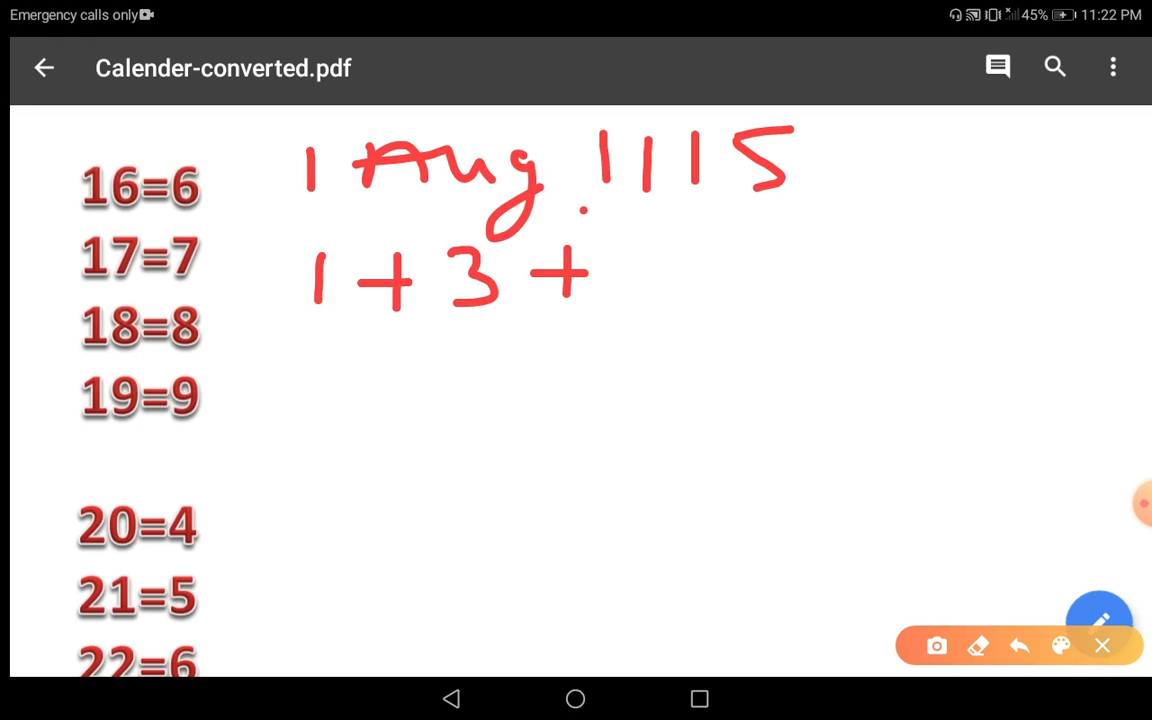 Emergency calls only
45% 11:22 PM
Calender-converted.pdf
1 Aug. 1115
1+3+
16=6
17=7
18=8
19=9
20=4
21=5
22=6